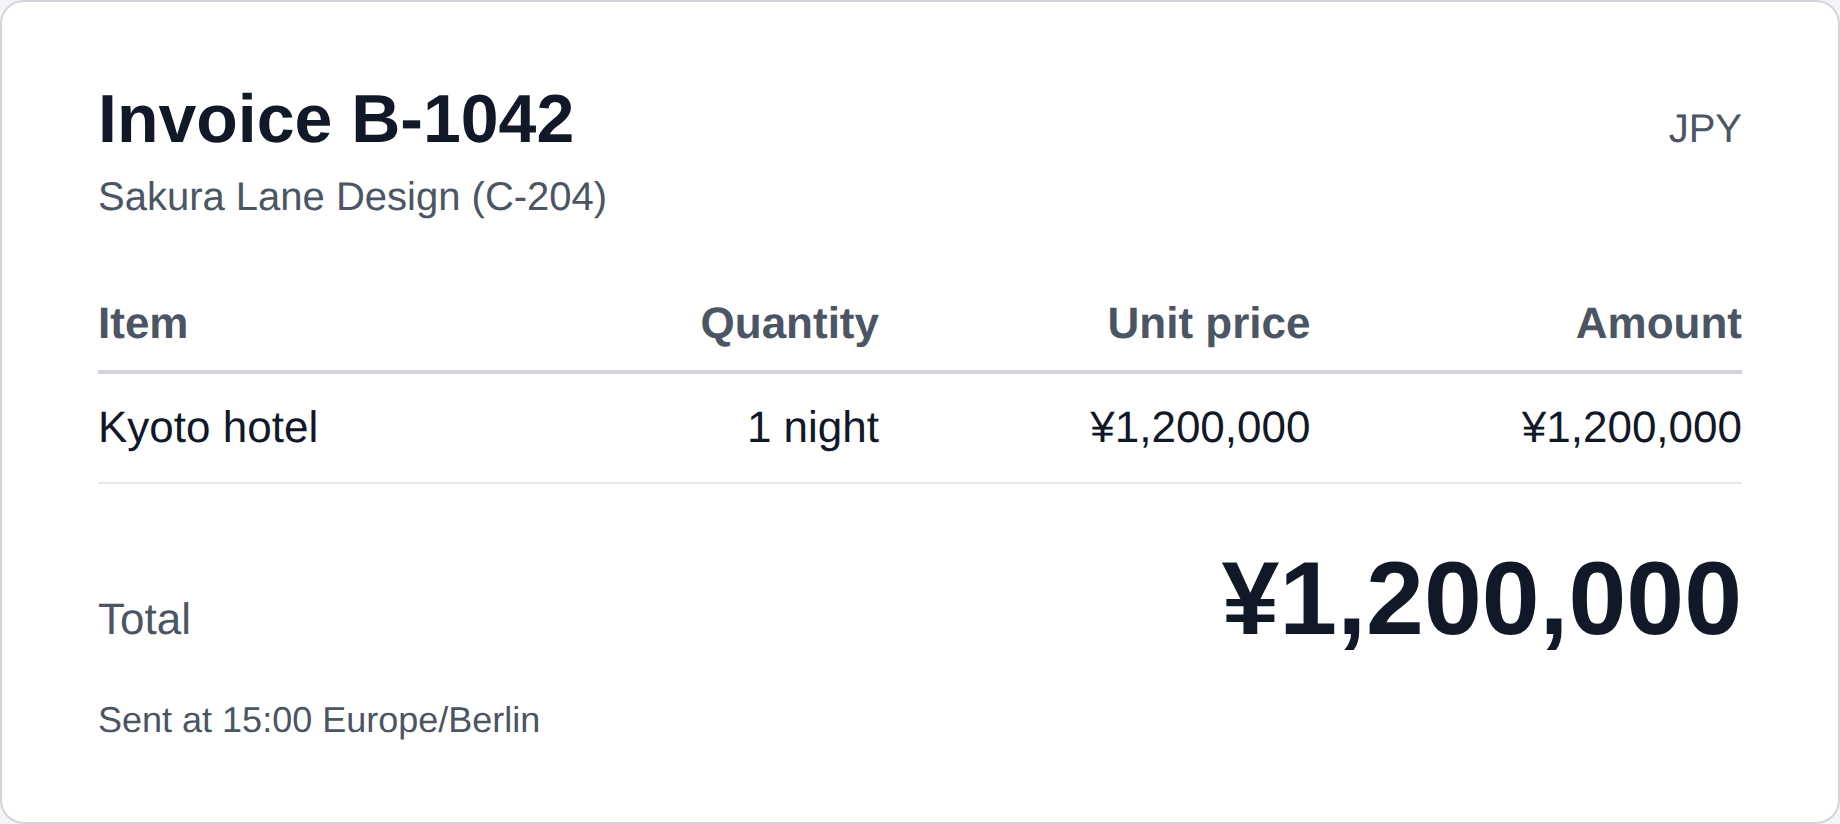 Invoice B-1042
JPY
Sakura Lane Design (C-204)
Item Quantity Unit price Amount
Kyoto hotel 1 night ¥1,200,000 ¥1,200,000
Total ¥1,200,000
Sent at 15:00 Europe/Berlin